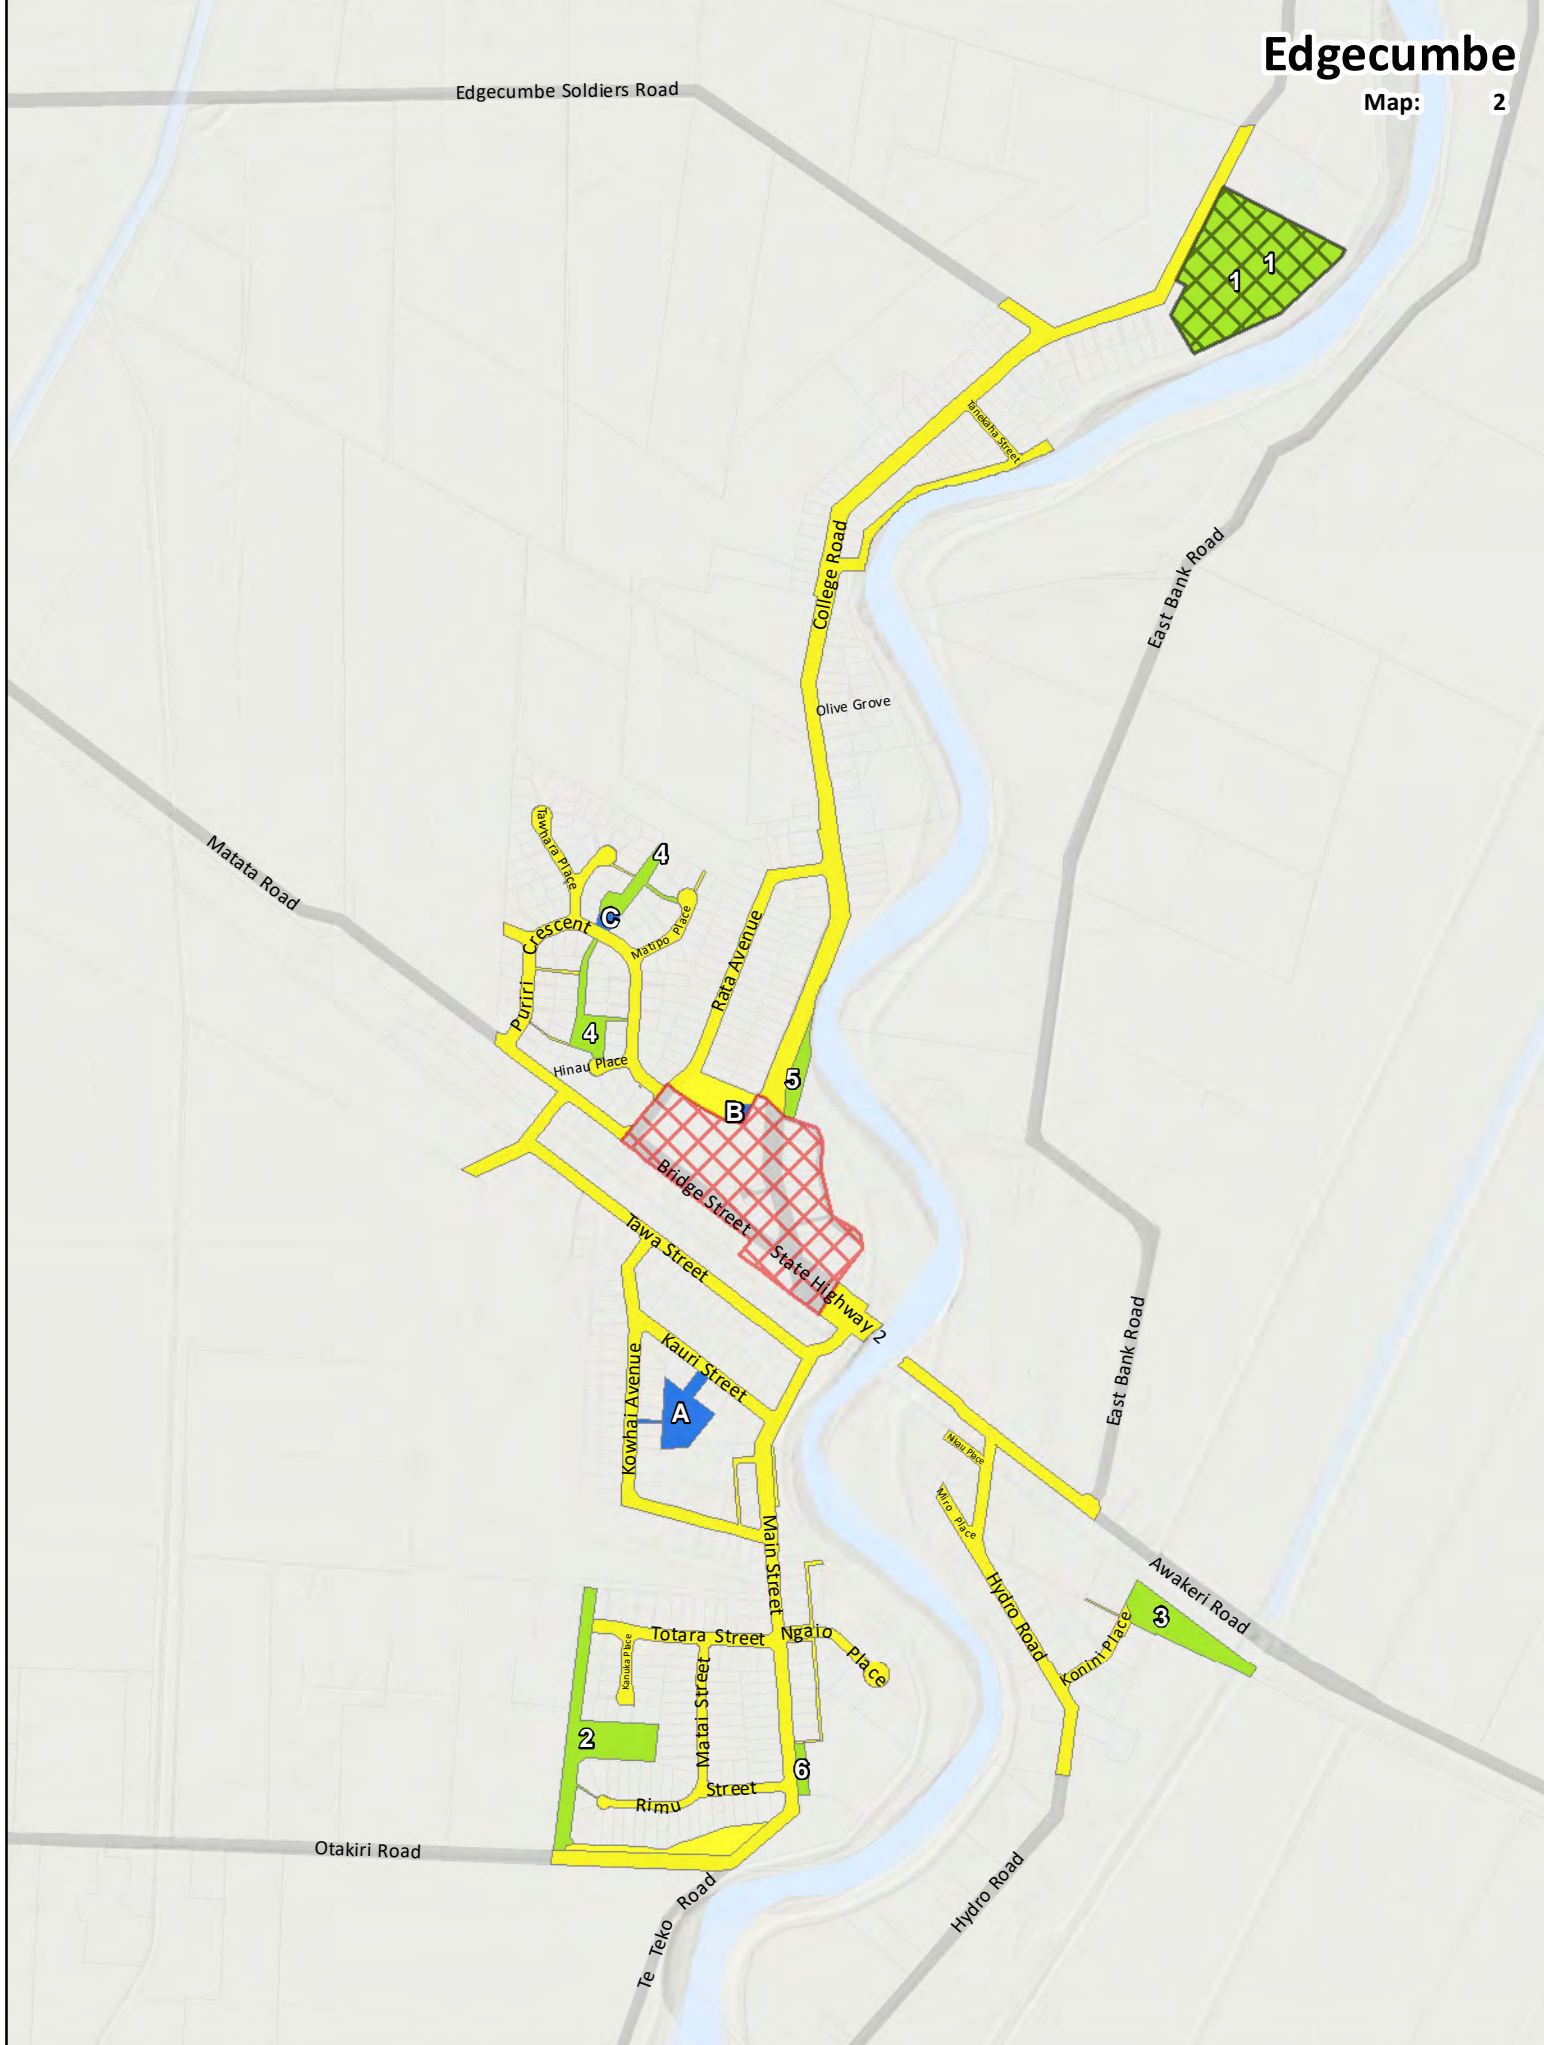 Edgecumbe
Map: 2
Edgecumbe Soldiers Road
1
1
Tanekaha Street
College Road
East Bank Road
Olive Grove
Matata Road
Tawhara Place
4
C
Crescent
Matipo Place
Rata Avenue
Puriri
4
Hinau Place
5
B
Bridge Street
Tawa Street
State Highway 2
Kauri Street
Kowhai Avenue
A
East Bank Road
Nikau Place
Miro Place
Main Street
Awakeri Road
Hydro Road
Konini Place
3
Totara Street
Ngaio Place
Kanuka Place
Matai Street
2
6
Rimu Street
Otakiri Road
Te Teko Road
Hydro Road